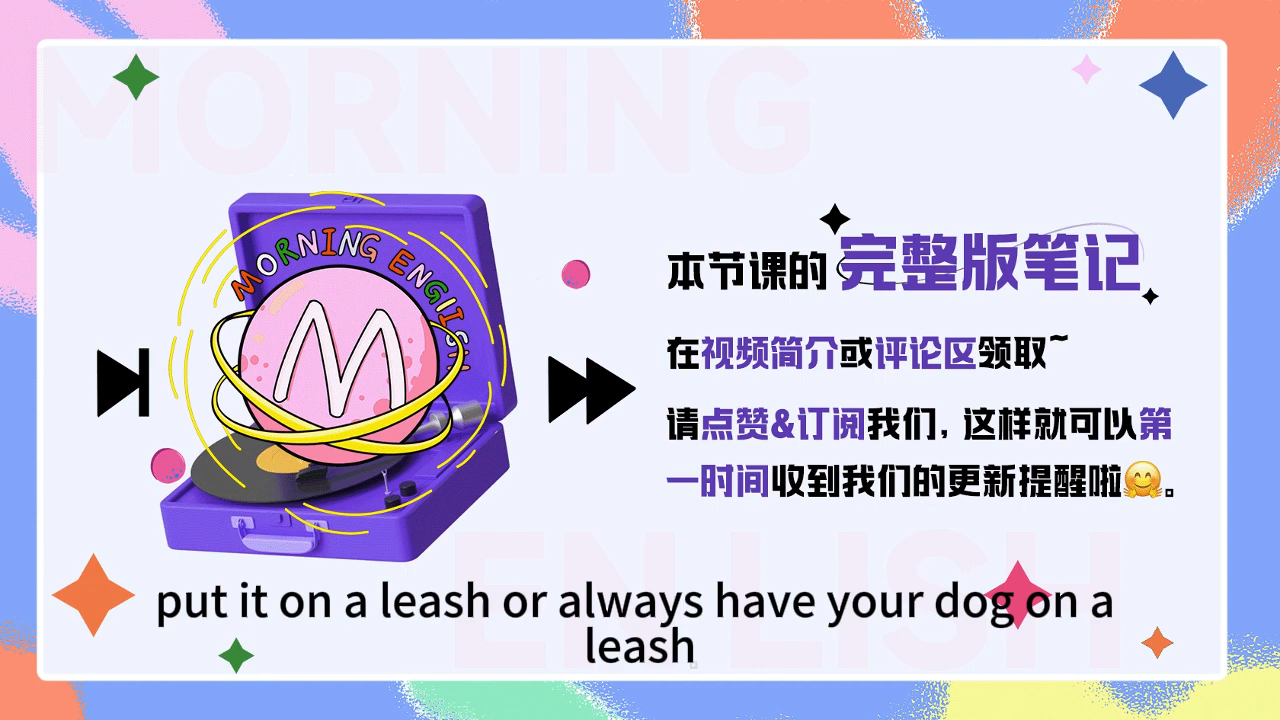 MORNING
MORNING ENGLISH
M
本节课的 完整版笔记
在视频简介或评论区领取~
请点赞&订阅我们, 这样就可以第
一时间收到我们的更新提醒啦🤗。
EN LISH
put it on a leash or always have your dog on a
leash